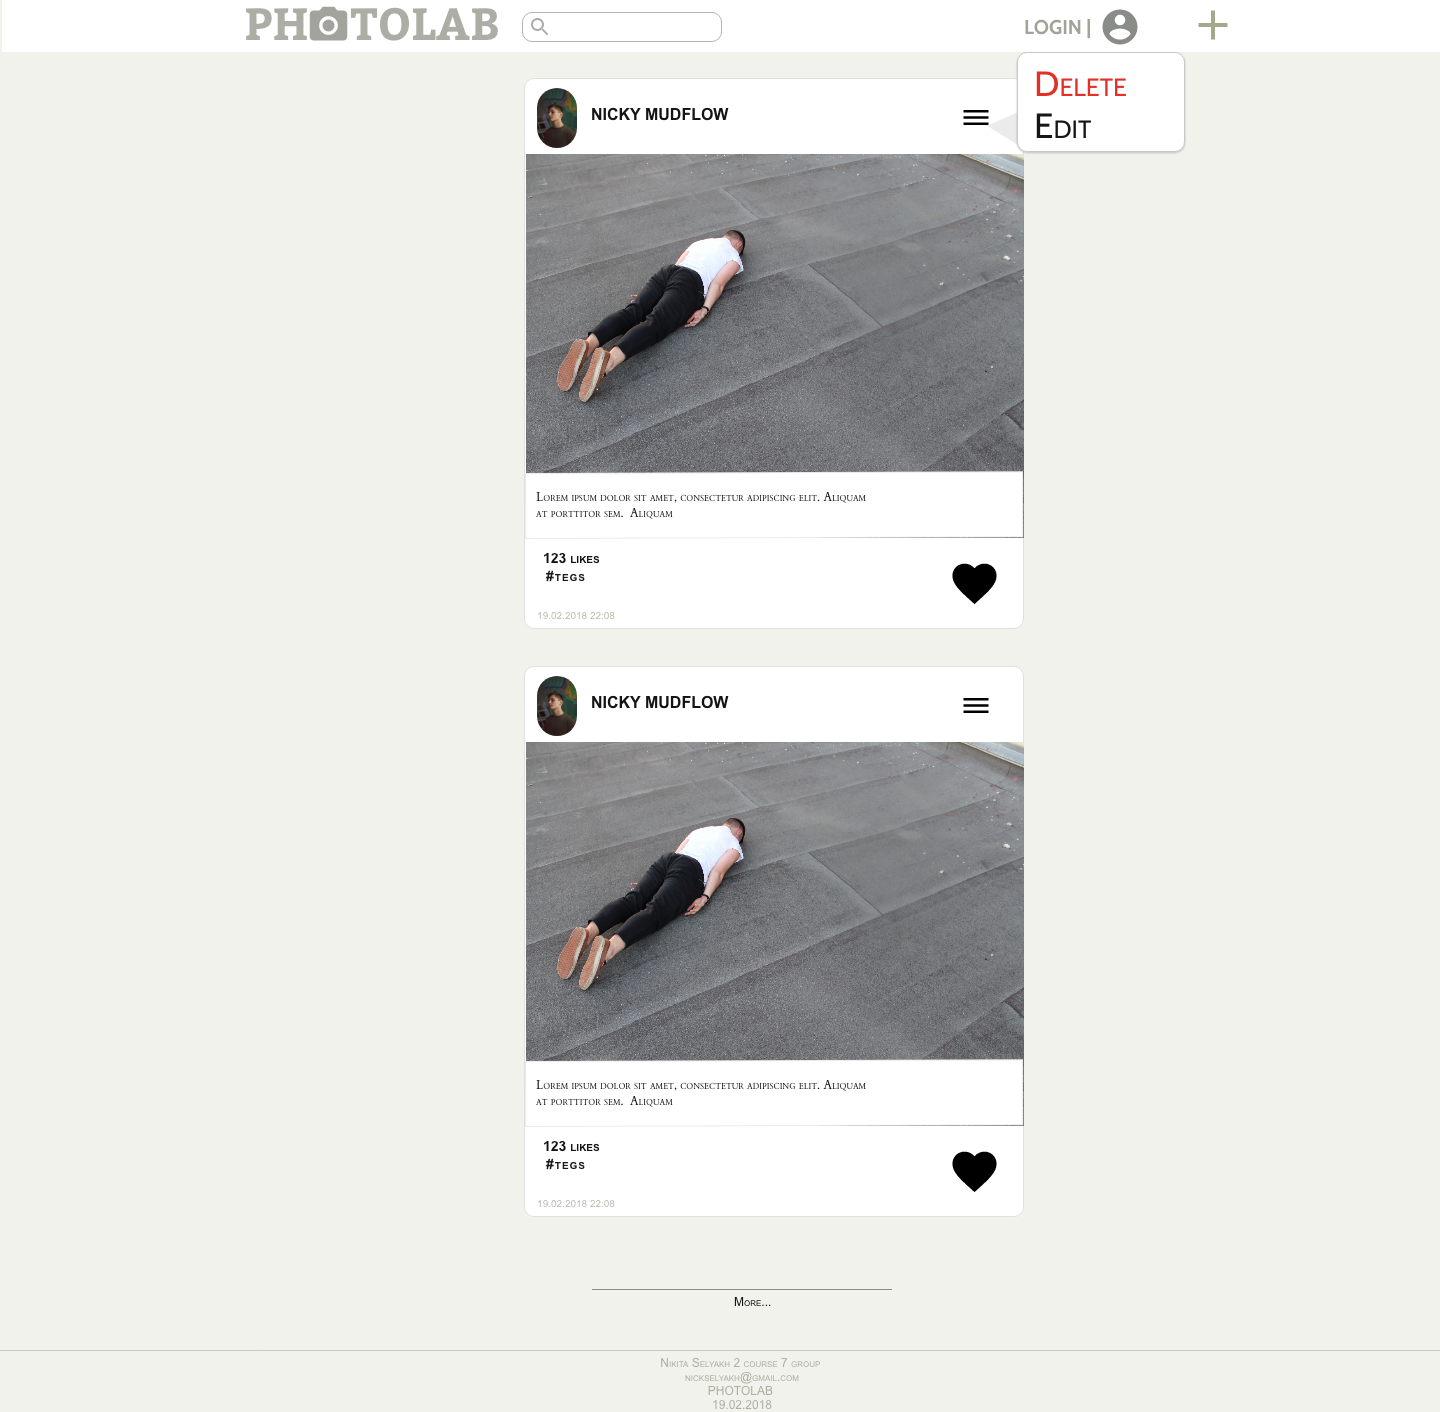 PHOTOLAB
LOGIN |
Delete
Edit
NICKY MUDFLOW
Lorem ipsum dolor sit amet, consectetur adipiscing elit. Aliquam
at porttitor sem. Aliquam
123 likes
#tegs
19.02.2018 22:08
NICKY MUDFLOW
Lorem ipsum dolor sit amet, consectetur adipiscing elit. Aliquam
at porttitor sem. Aliquam
123 likes
#tegs
19.02.2018 22:08
More...
Nikita Selyakh 2 course 7 group
nickselyakh@gmail.com
PHOTOLAB
19.02.2018